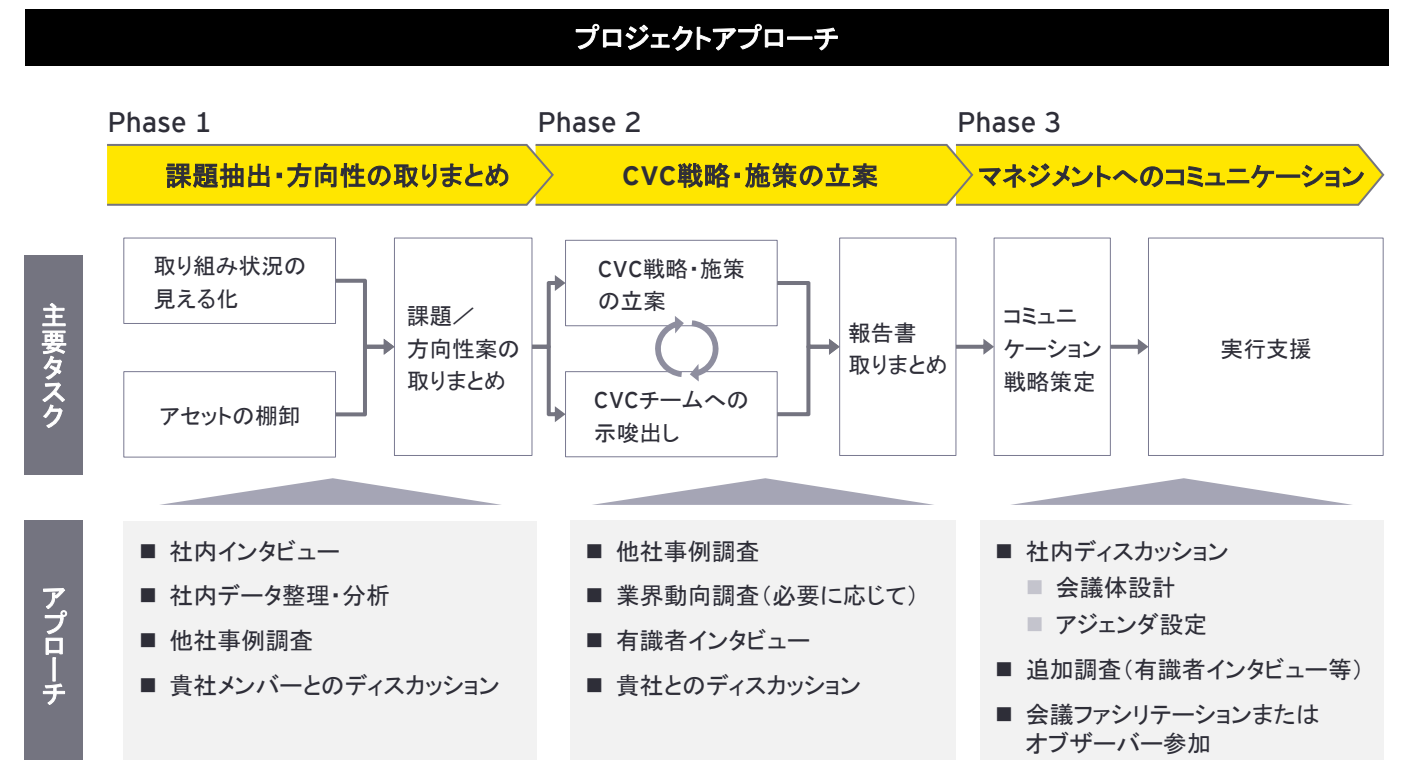 プロジェクトアプローチ
Phase 1
Phase 2
Phase 3
課題抽出・方向性の取りまとめ
CVC戦略・施策の立案
マネジメントへのコミュニケーション
主要タスク
取り組み状況の
見える化
アセットの棚卸
課題／
方向性案の
取りまとめ
CVC戦略・施策
の立案
CVCチームへの
示唆出し
報告書
取りまとめ
コミュニ
ケーション
戦略策定
実行支援
アプローチ
■ 社内インタビュー
■ 社内データ整理・分析
■ 他社事例調査
■ 貴社メンバーとのディスカッション
■ 他社事例調査
■ 業界動向調査（必要に応じて）
■ 有識者インタビュー
■ 貴社とのディスカッション
■ 社内ディスカッション
■ 会議体設計
■ アジェンダ設定
■ 追加調査（有識者インタビュー等）
■ 会議ファシリテーションまたは
オブザーバー参加